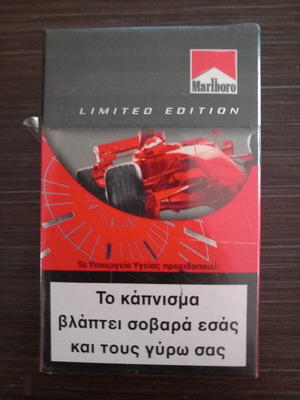 Marlboro
LIMITED EDITION
Το Υπουργείο Υγείας προειδοποιεί:
Το κάπνισμα
βλάπτει σοβαρά εσάς
και τους γύρω σας